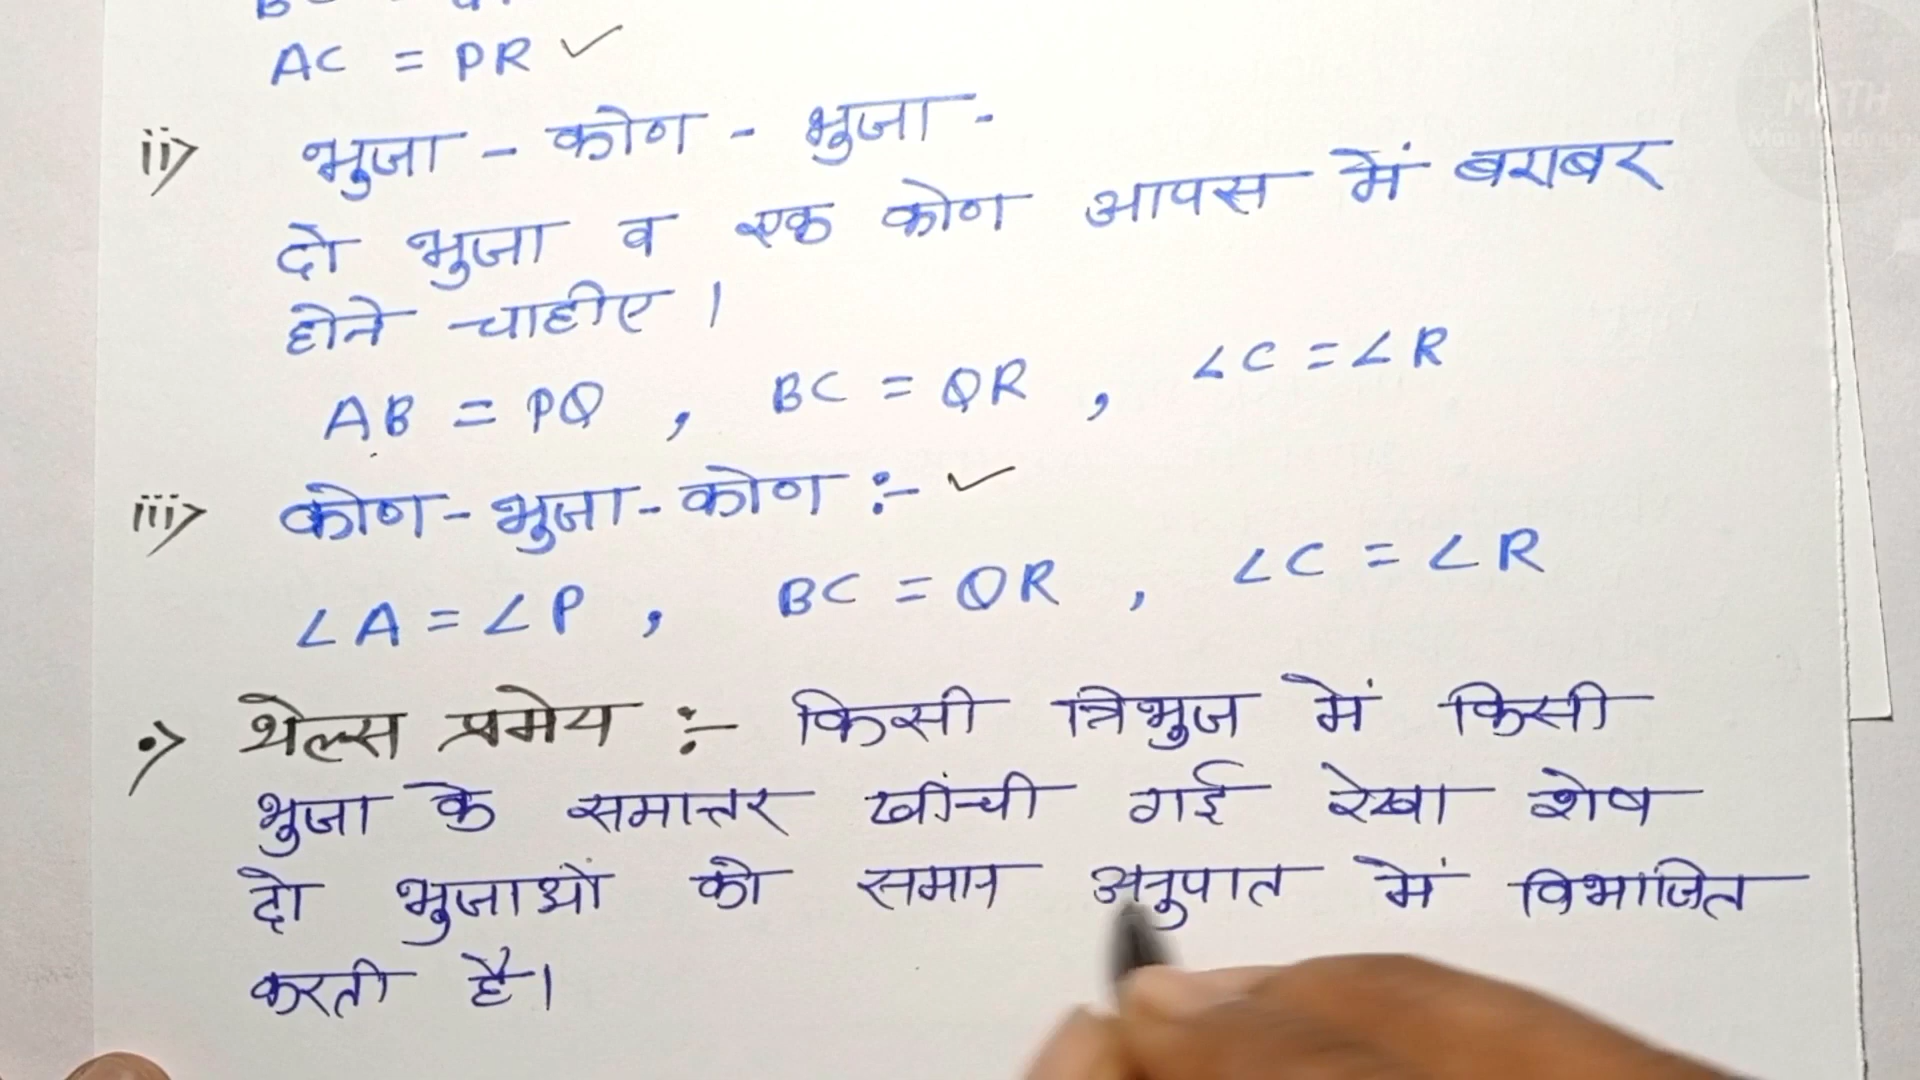 AC = PR ✓
ii> भुजा - कोण - भुजा -
दो भुजा व एक कोण आपस में बराबर
होने चाहीए ।
AB = PQ , BC = QR , ∠C = ∠R
iii> कोण - भुजा - कोण :- ✓
∠A = ∠P , BC = QR , ∠C = ∠R
•> थेल्स प्रमेय :- किसी त्रिभुज में किसी
भुजा के समान्तर खींची गई रेखा शेष
दो भुजाओं को समान अनुपात में विभाजित
करती है।
MATH